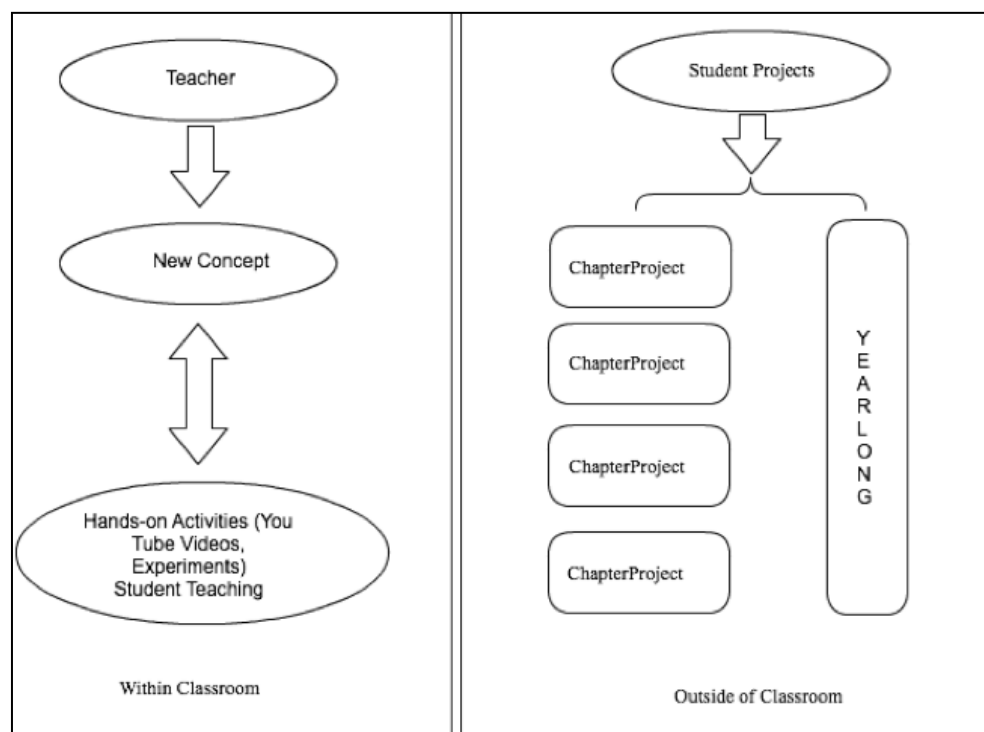 Teacher
New Concept
Hands-on Activities (You
Tube Videos,
Experiments)
Student Teaching
Within Classroom
Student Projects
ChapterProject
ChapterProject
ChapterProject
ChapterProject
Y
E
A
R
L
O
N
G
Outside of Classroom